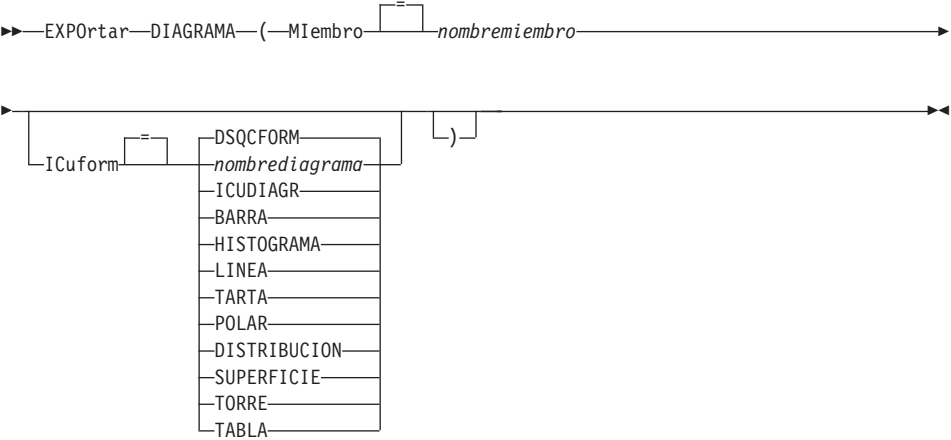 =
EXPOrtar DIAGRAMA ( MIembro nombremiembro
= DSQCFORM )
ICuform nombrediagrama
ICUDIAGR
BARRA
HISTOGRAMA
LINEA
TARTA
POLAR
DISTRIBUCION
SUPERFICIE
TORRE
TABLA